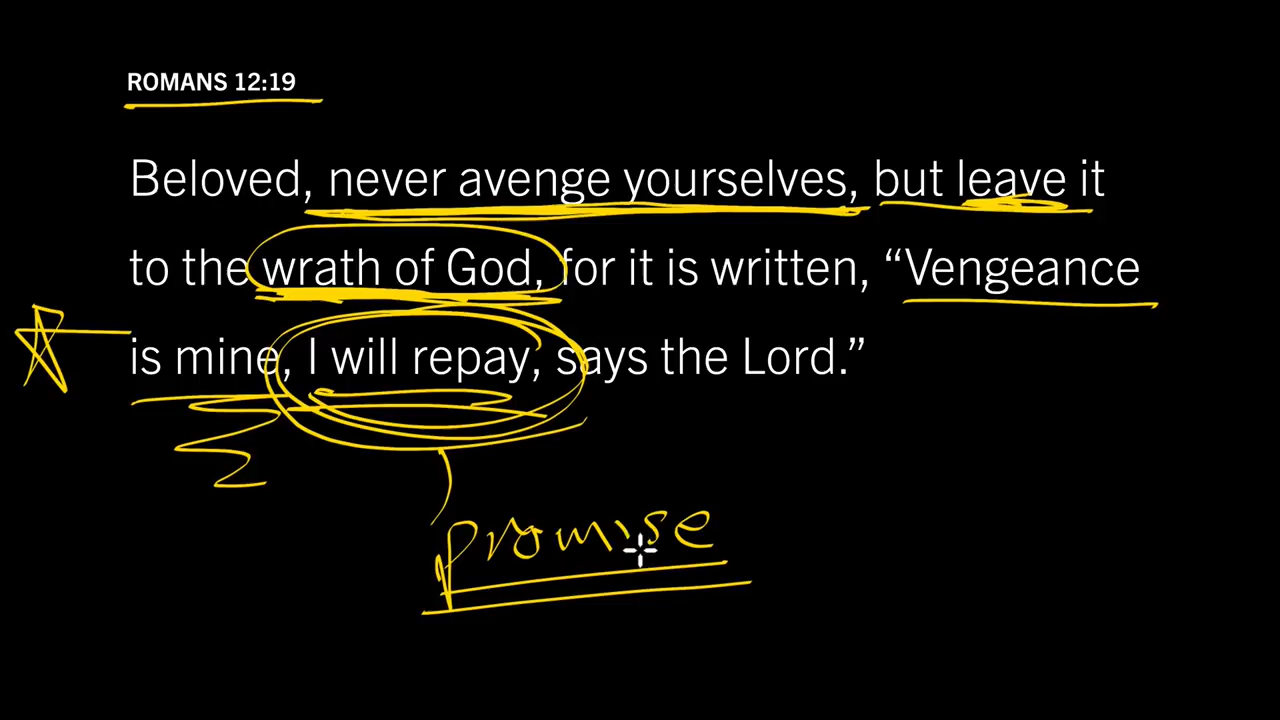 ROMANS 12:19
Beloved, never avenge yourselves, but leave it
to the wrath of God, for it is written, “Vengeance
is mine, I will repay, says the Lord.”
promise